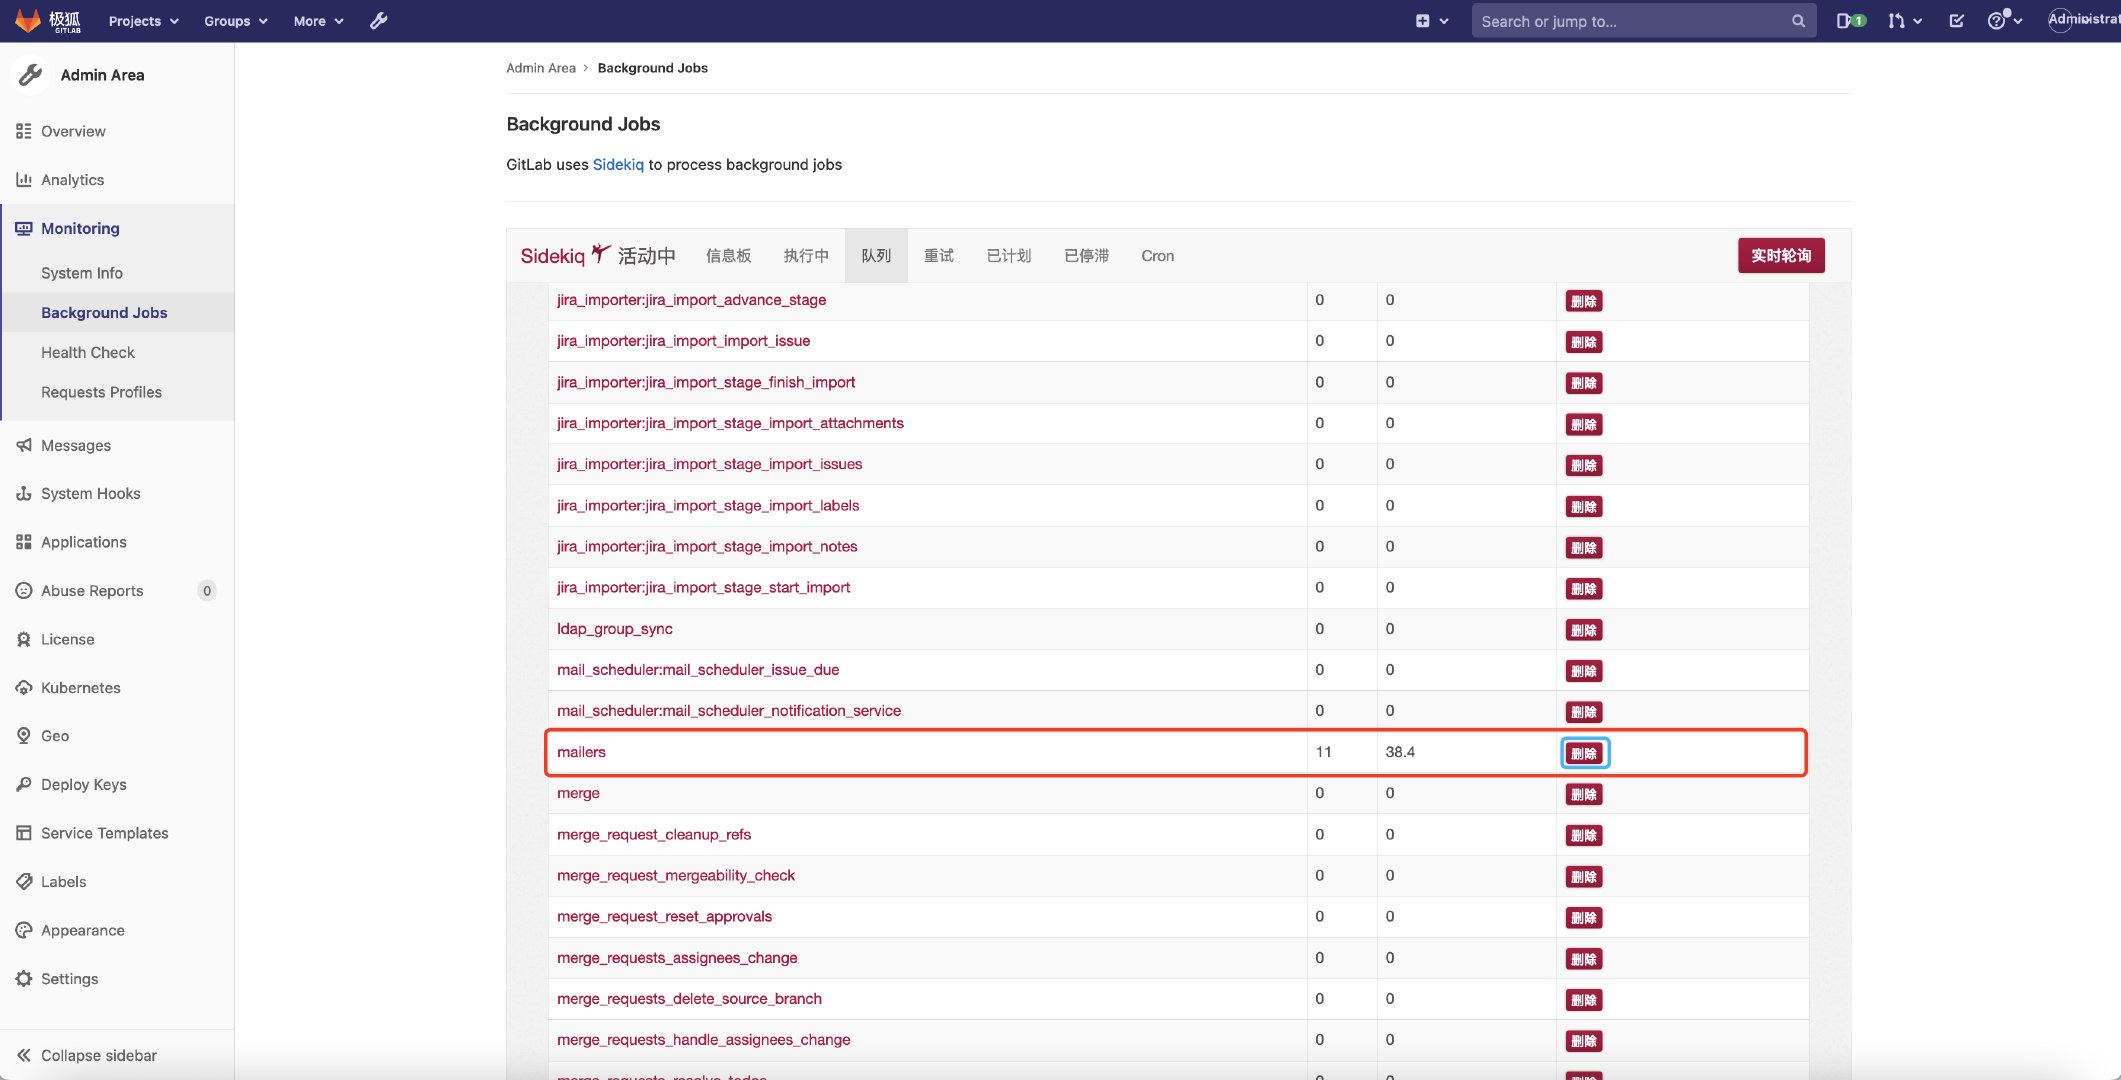 极狐
GITLAB
Projects
Groups
More
Search or jump to...
1
Administrat
Admin Area
Overview
Analytics
Monitoring
System Info
Background Jobs
Health Check
Requests Profiles
Messages
System Hooks
Applications
Abuse Reports 0
License
Kubernetes
Geo
Deploy Keys
Service Templates
Labels
Appearance
Settings
Collapse sidebar
Admin Area > Background Jobs
Background Jobs
GitLab uses Sidekiq to process background jobs
Sidekiq 活动中 信息板 执行中 队列 重试 已计划 已停滞 Cron 实时轮询
jira_importer:jira_import_advance_stage 0 0 删除
jira_importer:jira_import_import_issue 0 0 删除
jira_importer:jira_import_stage_finish_import 0 0 删除
jira_importer:jira_import_stage_import_attachments 0 0 删除
jira_importer:jira_import_stage_import_issues 0 0 删除
jira_importer:jira_import_stage_import_labels 0 0 删除
jira_importer:jira_import_stage_import_notes 0 0 删除
jira_importer:jira_import_stage_start_import 0 0 删除
ldap_group_sync 0 0 删除
mail_scheduler:mail_scheduler_issue_due 0 0 删除
mail_scheduler:mail_scheduler_notification_service 0 0 删除
mailers 11 38.4 删除
merge 0 0 删除
merge_request_cleanup_refs 0 0 删除
merge_request_mergeability_check 0 0 删除
merge_request_reset_approvals 0 0 删除
merge_requests_assignees_change 0 0 删除
merge_requests_delete_source_branch 0 0 删除
merge_requests_handle_assignees_change 0 0 删除
merge_requests_resolve_todos 0 0 删除